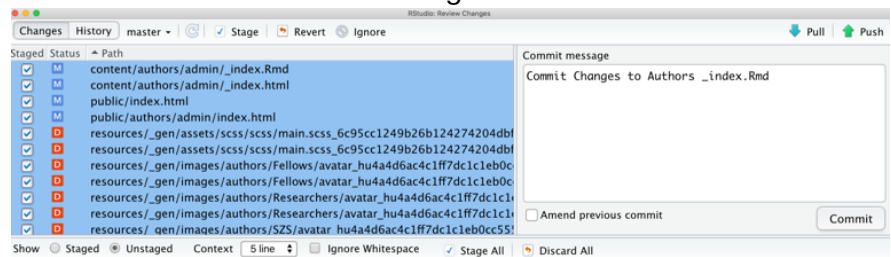 RStudio: Review Changes
Changes History master Stage Revert Ignore Pull Push
Staged Status Path
M content/authors/admin/_index.Rmd
M content/authors/admin/_index.html
M public/index.html
M public/authors/admin/index.html
D resources/_gen/assets/scss/scss/main.scss_6c95cc1249b26b124274204dbf
D resources/_gen/assets/scss/scss/main.scss_6c95cc1249b26b124274204dbf
D resources/_gen/images/authors/Fellows/avatar_hu4a4d6ac4c1ff7dc1c1eb0c
D resources/_gen/images/authors/Fellows/avatar_hu4a4d6ac4c1ff7dc1c1eb0c
D resources/_gen/images/authors/Researchers/avatar_hu4a4d6ac4c1ff7dc1c1
D resources/_gen/images/authors/Researchers/avatar_hu4a4d6ac4c1ff7dc1c1
D resources/_gen/images/authors/SZS/avatar_hu4a4d6ac4c1ff7dc1c1eb0cc55
Commit message
Commit Changes to Authors _index.Rmd
Amend previous commit Commit
Show Staged Unstaged Context 5 line Ignore Whitespace Stage All Discard All